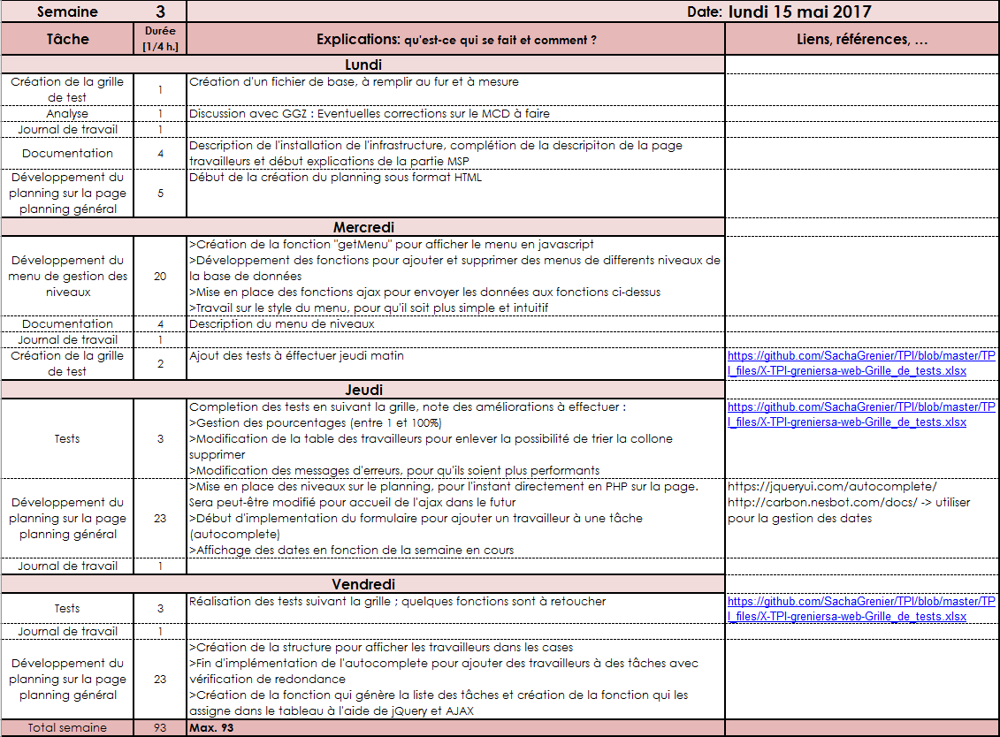 Semaine 3 Date: lundi 15 mai 2017
Tâche Durée [1/4 h.] Explications: qu'est-ce qui se fait et comment ? Liens, références, …
Lundi
Création de la grille
de test
1
Création d'un fichier de base, à remplir au fur et à mesure
Analyse 1 Discussion avec GGZ : Eventuelles corrections sur le MCD à faire
Journal de travail 1
Documentation
4
Description de l'installation de l'infrastructure, complétion de la descripiton de la page
travailleurs et début explications de la partie MSP
Développement du
planning sur la page
planning général
5
Début de la création du planning sous format HTML
Mercredi
Développement du
menu de gestion des
niveaux
20
>Création de la fonction "getMenu" pour afficher le menu en javascript
>Développement des fonctions pour ajouter et supprimer des menus de differents niveaux de
la base de données
>Mise en place des fonctions ajax pour envoyer les données aux fonctions ci-dessus
>Travail sur le style du menu, pour qu'il soit plus simple et intuitif
Documentation 4 Description du menu de niveaux
Journal de travail 1
Création de la grille
de test
2
Ajout des tests à éffectuer jeudi matin
https://github.com/SachaGrenier/TPI/blob/master/TP
I_files/X-TPI-greniersa-web-Grille_de_tests.xlsx
Jeudi
Tests
3
Completion des tests en suivant la grille, note des améliorations à effectuer :
>Gestion des pourcentages (entre 1 et 100%)
>Modification de la table des travailleurs pour enlever la possibilité de trier la collone
supprimer
>Modification des messages d'erreurs, pour qu'ils soient plus performants
https://github.com/SachaGrenier/TPI/blob/master/TP
I_files/X-TPI-greniersa-web-Grille_de_tests.xlsx
Développement du
planning sur la page
planning général
23
>Mise en place des niveaux sur le planning, pour l'instant directement en PHP sur la page.
Sera peut-être modifié pour accueil de l'ajax dans le futur
>Début d'implementation du formulaire pour ajouter un travailleur à une tâche
(autocomplete)
>Affichage des dates en fonction de la semaine en cours
https://jqueryui.com/autocomplete/
http://carbon.nesbot.com/docs/ -> utiliser
pour la gestion des dates
Journal de travail 1
Vendredi
Tests
3
Réalisation des tests suivant la grille ; quelques fonctions sont à retoucher
https://github.com/SachaGrenier/TPI/blob/master/TP
I_files/X-TPI-greniersa-web-Grille_de_tests.xlsx
Journal de travail 1
Développement du
planning sur la page
planning général
23
>Création de la structure pour afficher les travailleurs dans les cases
>Fin d'implémentation de l'autocomplete pour ajouter des travailleurs à des tâches avec
vérification de redondance
>Création de la fonction qui génère la liste des tâches et création de la fonction qui les
assigne dans le tableau à l'aide de jQuery et AJAX
Total semaine 93 Max. 93